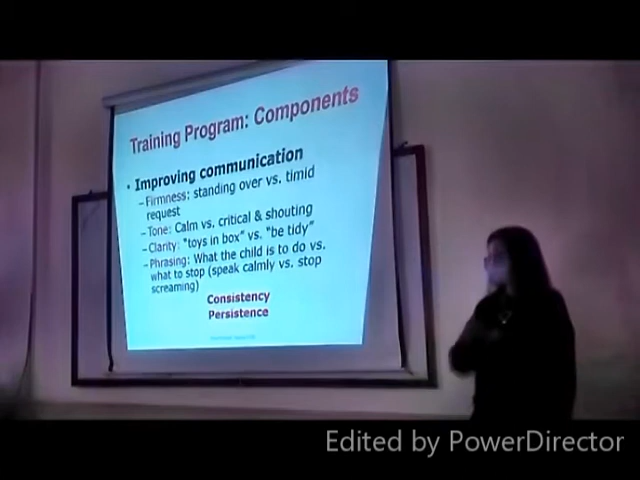 Training Program: Components
• Improving communication
–Firmness: standing over vs. timid
request
–Tone: Calm vs. critical & shouting
–Clarity: "toys in box" vs. "be tidy"
–Phrasing: What the child is to do vs.
what to stop (speak calmly vs. stop
screaming)
Consistency
Persistence
Edited by PowerDirector